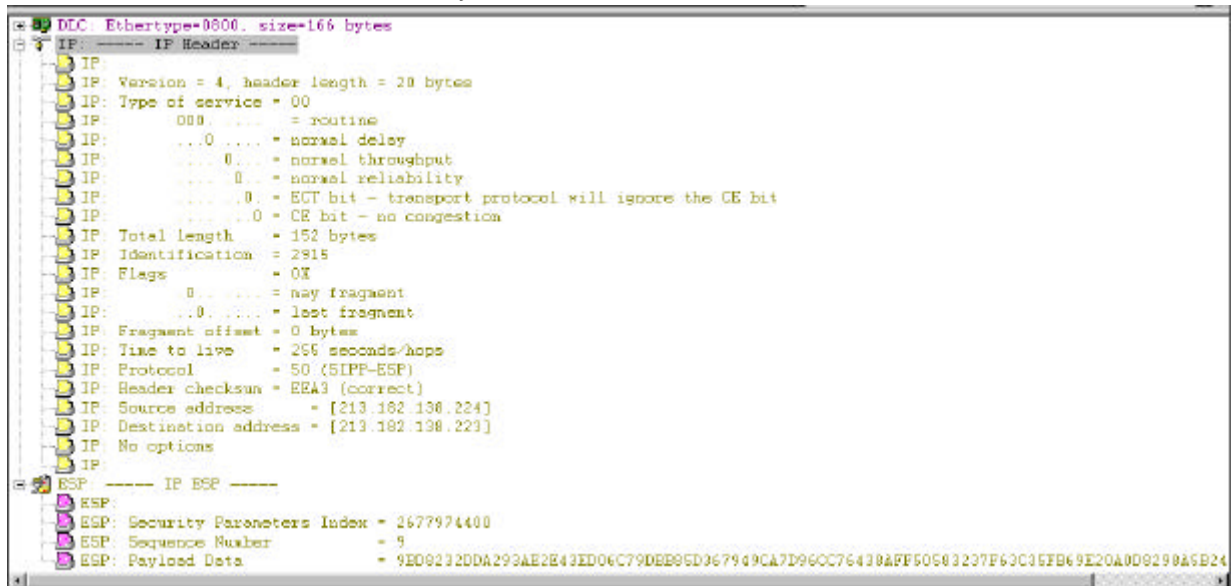 DLC: Ethertype=0800, size=166 bytes
IP: ----- IP Header -----
IP:
IP: Version = 4, header length = 20 bytes
IP: Type of service = 00
IP: 000. .... = routine
IP: ...0 .... = normal delay
IP: .... 0... = normal throughput
IP: .... .0.. = normal reliability
IP: .... ..0. = ECT bit - transport protocol will ignore the CE bit
IP: .... ...0 = CE bit - no congestion
IP: Total length = 152 bytes
IP: Identification = 2915
IP: Flags = 0X
IP: .0.. .... = may fragment
IP: ..0. .... = last fragment
IP: Fragment offset = 0 bytes
IP: Time to live = 255 seconds/hops
IP: Protocol = 50 (SIPP-ESP)
IP: Header checksum = EEA3 (correct)
IP: Source address = [213.182.138.224]
IP: Destination address = [213.182.138.223]
IP: No options
IP:
ESP: ----- IP ESP -----
ESP:
ESP: Security Parameters Index = 2677974400
ESP: Sequence Number = 9
ESP: Payload Data =